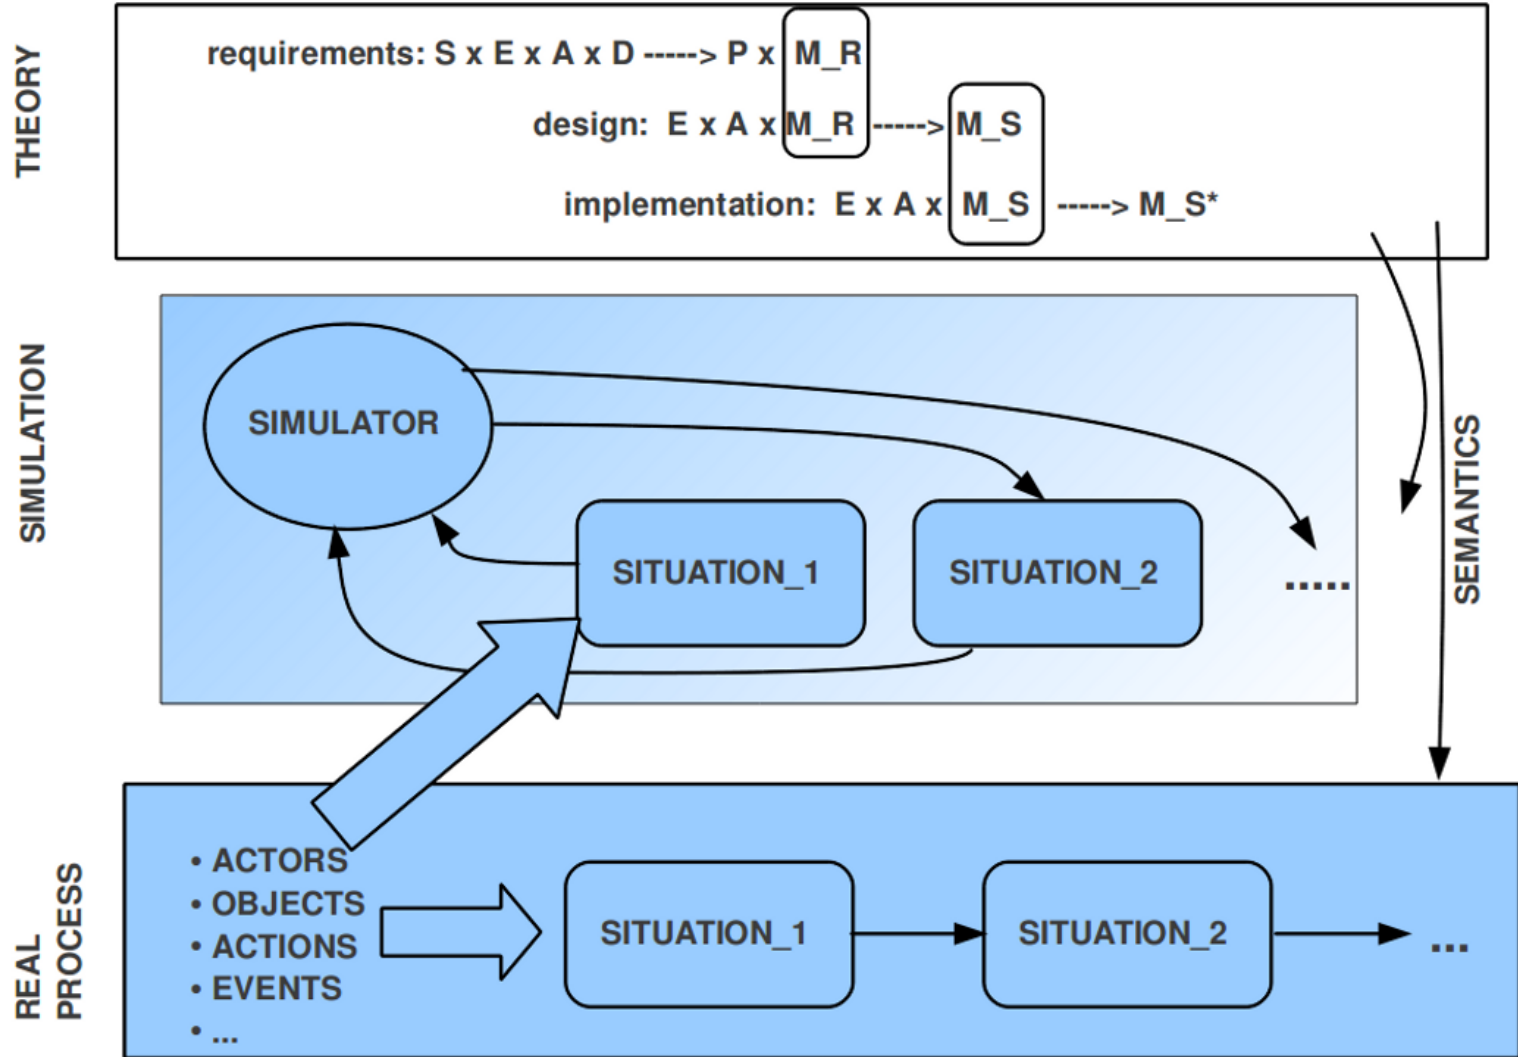 THEORY
requirements: S x E x A x D -----> P x M_R
design: E x A x M_R -----> M_S
implementation: E x A x M_S -----> M_S*
SIMULATION
SIMULATOR
SITUATION_1
SITUATION_2
.....
SEMANTICS
REAL
PROCESS
• ACTORS
• OBJECTS
• ACTIONS
• EVENTS
• ...
SITUATION_1
SITUATION_2
...